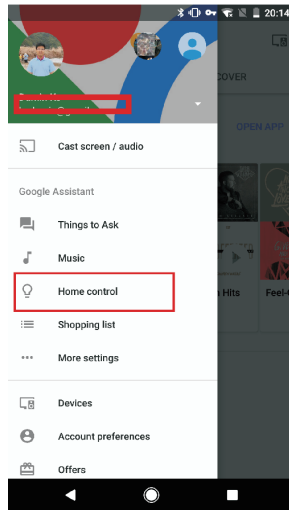 20:14
COVER
OPEN APP
Cast screen / audio
Google Assistant
Things to Ask
Music
Home control
Hits
Feel-
Shopping list
More settings
Devices
Account preferences
Offers